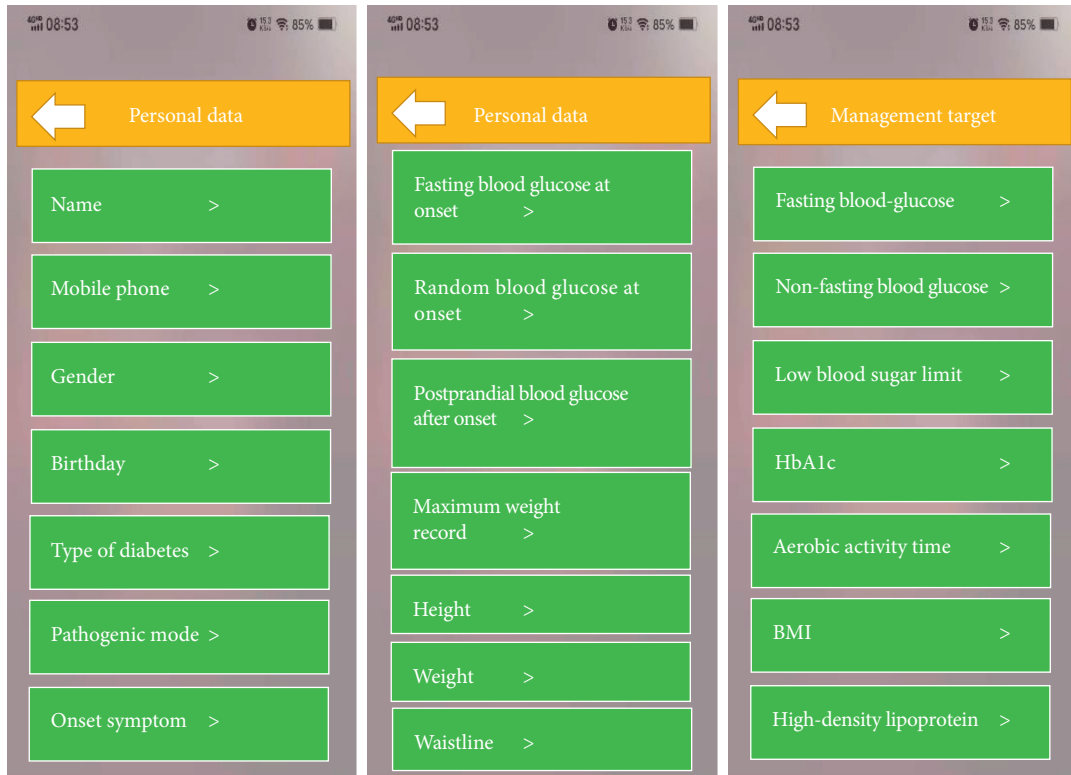 08:53
85%
Personal data
Name >
Mobile phone >
Gender >
Birthday >
Type of diabetes >
Pathogenic mode >
Onset symptom >
08:53
85%
Personal data
Fasting blood glucose at
onset >
Random blood glucose at
onset >
Postprandial blood glucose
after onset >
Maximum weight
record >
Height >
Weight >
Waistline >
08:53
85%
Management target
Fasting blood-glucose >
Non-fasting blood glucose >
Low blood sugar limit >
HbA1c >
Aerobic activity time >
BMI >
High-density lipoprotein >